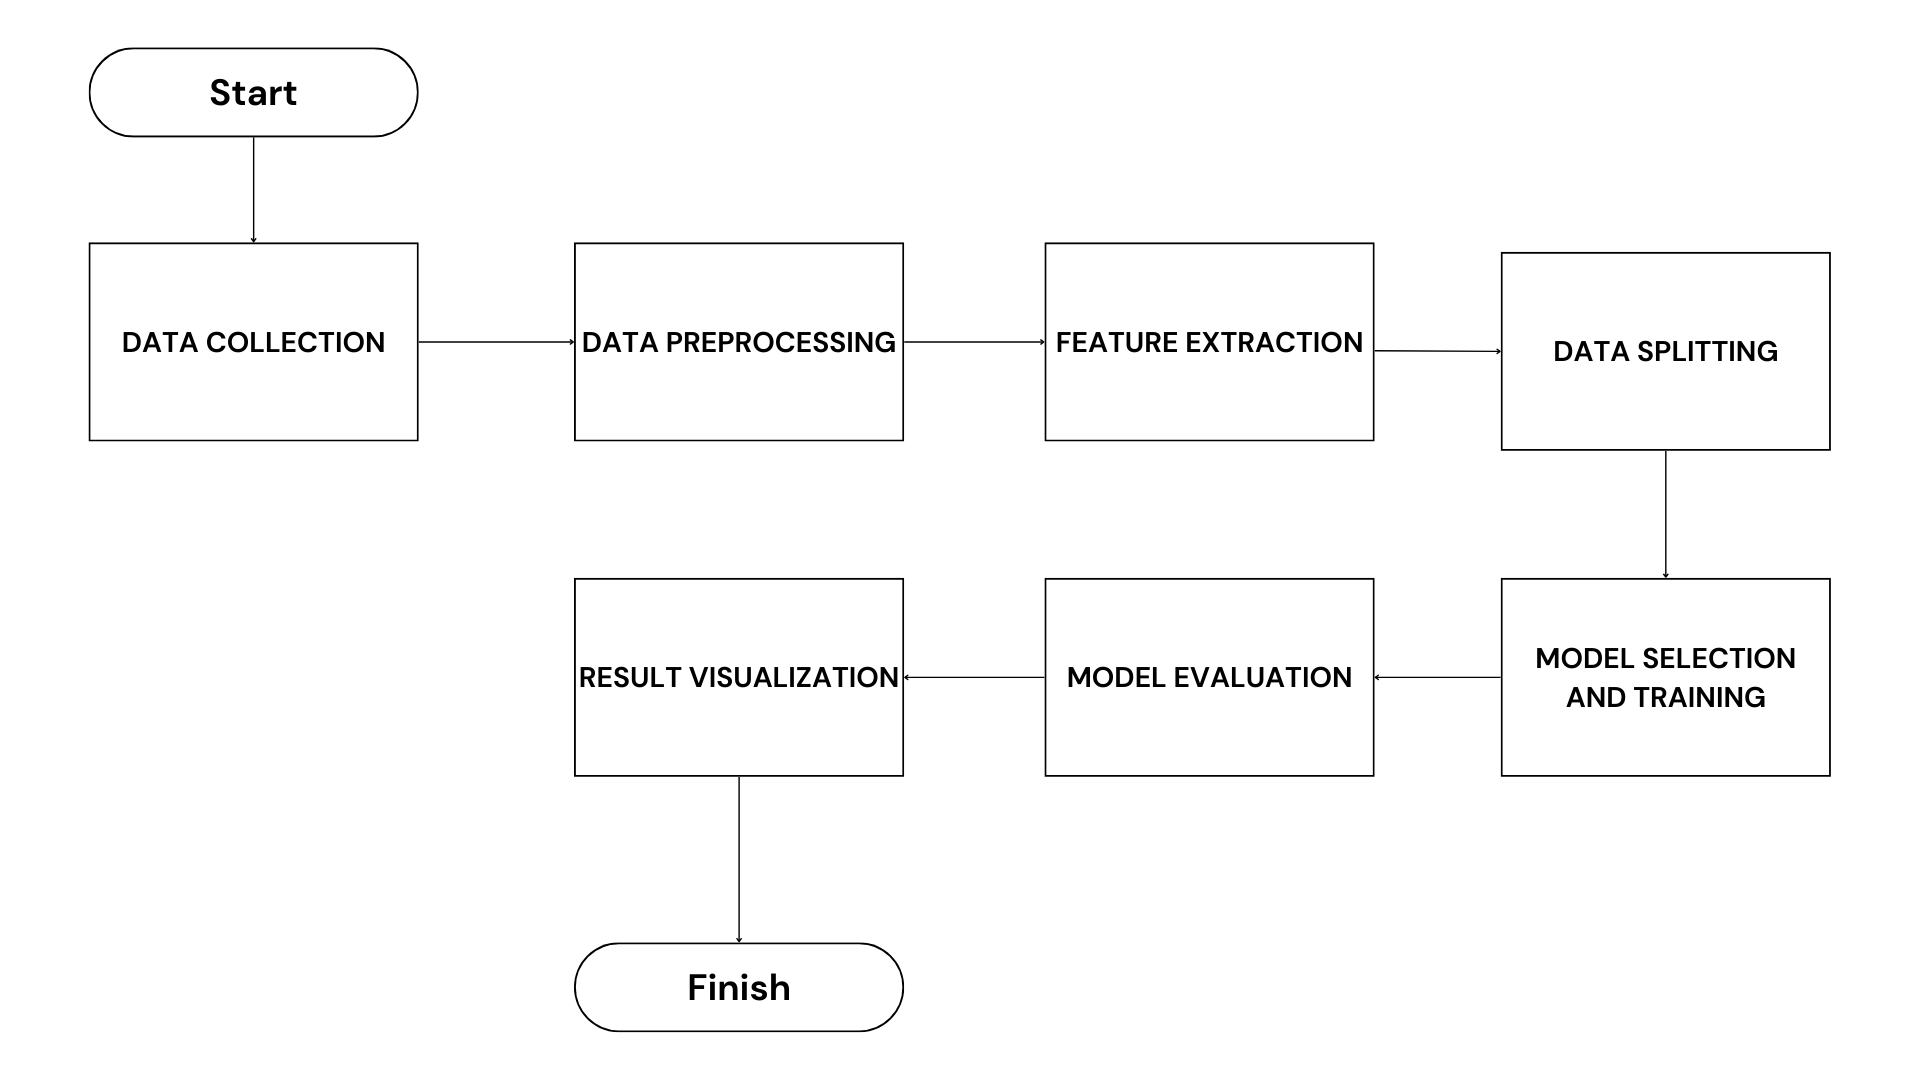 Start
DATA COLLECTION
DATA PREPROCESSING
FEATURE EXTRACTION
DATA SPLITTING
MODEL SELECTION
AND TRAINING
MODEL EVALUATION
RESULT VISUALIZATION
Finish